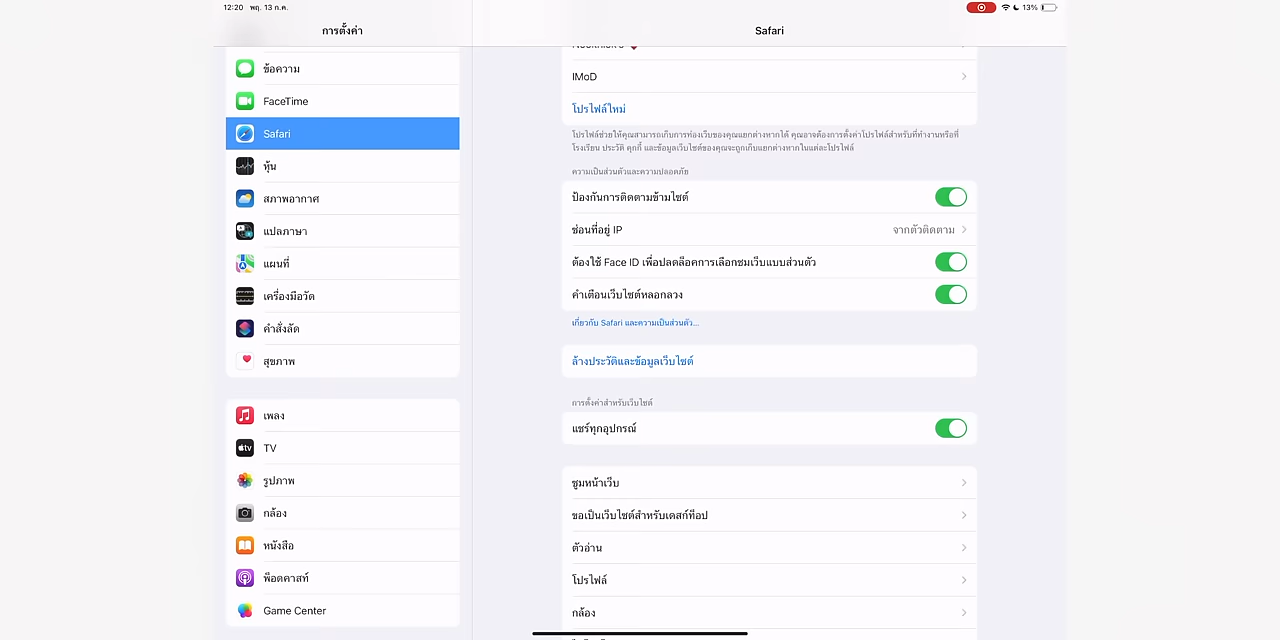 12:20 พฤ. 13 ก.ค.
13%
การตั้งค่า
Safari
ข้อความ
FaceTime
Safari
หุ้น
สภาพอากาศ
แปลภาษา
แผนที่
เครื่องมือวัด
คำสั่งลัด
สุขภาพ
เพลง
TV
รูปภาพ
กล้อง
หนังสือ
พ็อดคาสท์
Game Center
iMoD
โปรไฟล์ใหม่
โปรไฟล์ช่วยให้คุณสามารถเก็บการท่องเว็บของคุณแยกต่างหากได้ คุณอาจต้องการตั้งค่าโปรไฟล์สำหรับที่ทำงานหรือที่
โรงเรียน ประวัติ คุกกี้ และข้อมูลเว็บไซต์ของคุณจะถูกเก็บแยกต่างหากในแต่ละโปรไฟล์
ความเป็นส่วนตัวและความปลอดภัย
ป้องกันการติดตามข้ามไซต์
ซ่อนที่อยู่ IP
จากตัวติดตาม
ต้องใช้ Face ID เพื่อปลดล็อคการเลือกชมเว็บแบบส่วนตัว
คำเตือนเว็บไซต์หลอกลวง
เกี่ยวกับ Safari และความเป็นส่วนตัว...
ล้างประวัติและข้อมูลเว็บไซต์
การตั้งค่าสำหรับเว็บไซต์
แชร์ทุกอุปกรณ์
ซูมหน้าเว็บ
ขอเป็นเว็บไซต์สำหรับเดสก์ท็อป
ตัวอ่าน
โปรไฟล์
กล้อง